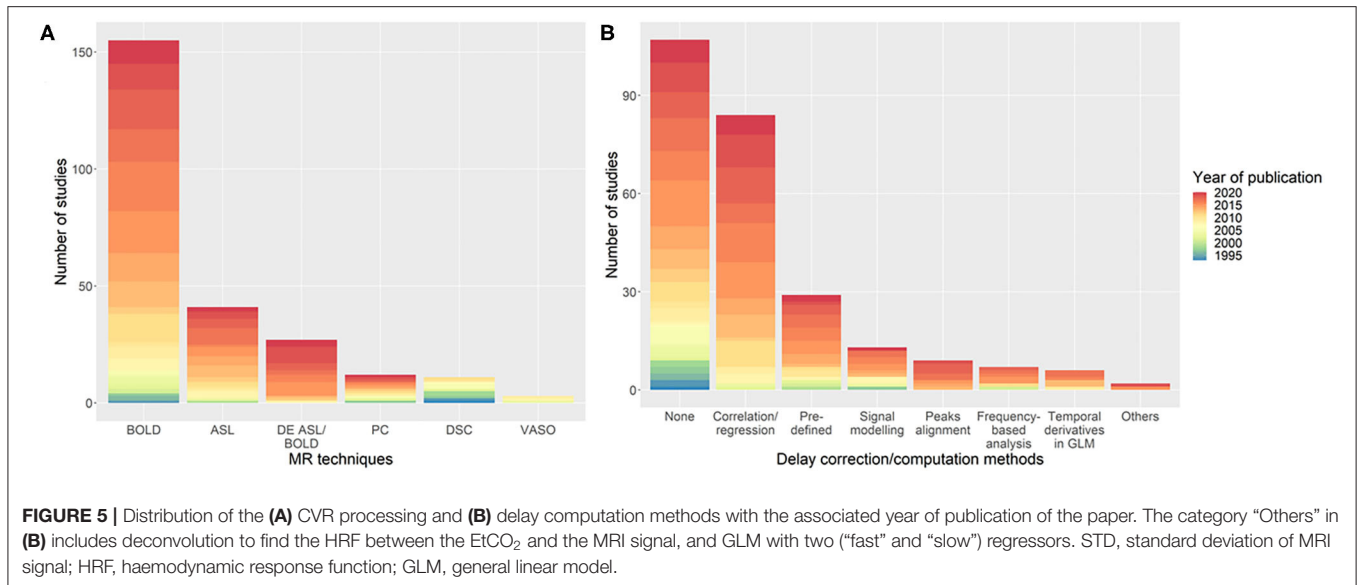 A
Number of studies
150
100
50
0
BOLD
ASL
DE ASL/
BOLD
PC
DSC
VASO
MR techniques
B
Number of studies
90
60
30
0
None
Correlation/
regression
Pre-
defined
Signal
modelling
Peaks
alignment
Frequency-
based
analysis
Temporal
derivatives
in GLM
Others
Delay correction/computation methods
Year of publication
2020
2015
2010
2005
2000
1995
FIGURE 5 | Distribution of the (A) CVR processing and (B) delay computation methods with the associated year of publication of the paper. The category “Others” in
(B) includes deconvolution to find the HRF between the EtCO₂ and the MRI signal, and GLM with two (“fast” and “slow”) regressors. STD, standard deviation of MRI
signal; HRF, haemodynamic response function; GLM, general linear model.